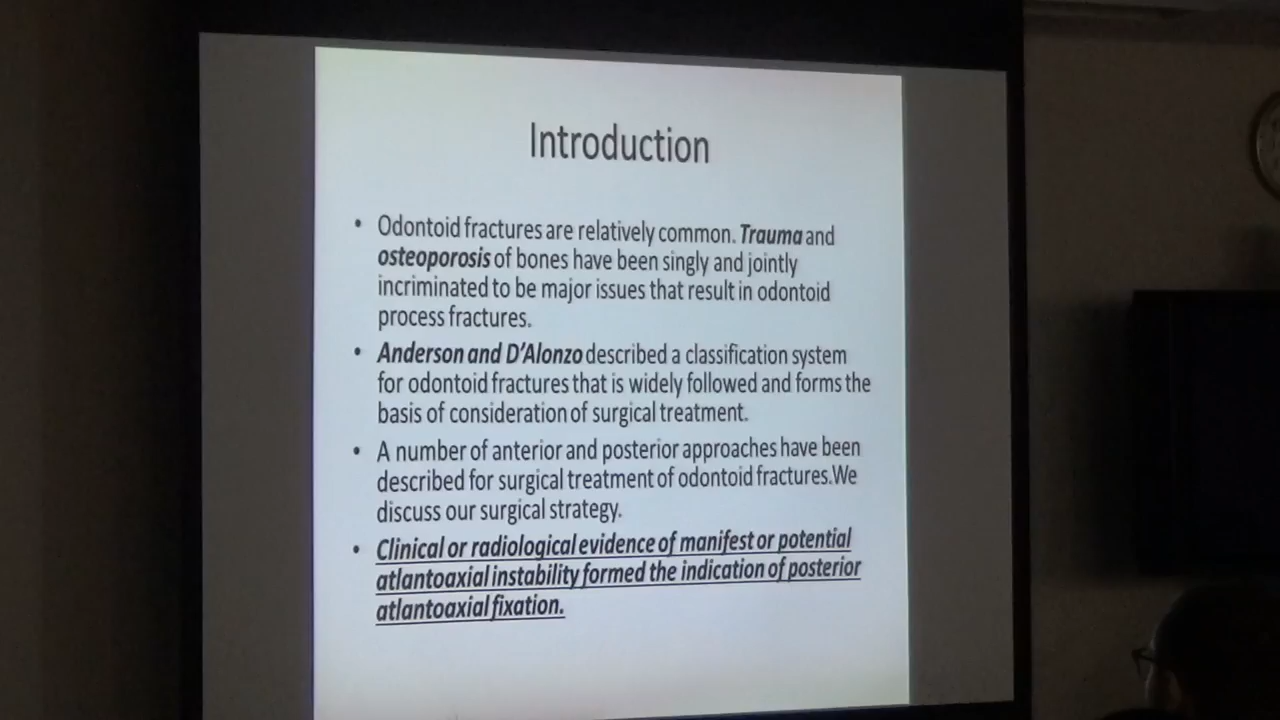 Introduction
• Odontoid fractures are relatively common. Trauma and
osteoporosis of bones have been singly and jointly
incriminated to be major issues that result in odontoid
process fractures.
• Anderson and D'Alonzo described a classification system
for odontoid fractures that is widely followed and forms the
basis of consideration of surgical treatment.
• A number of anterior and posterior approaches have been
described for surgical treatment of odontoid fractures.We
discuss our surgical strategy.
• Clinical or radiological evidence of manifest or potential
atlantoaxial instability formed the indication of posterior
atlantoaxial fixation.